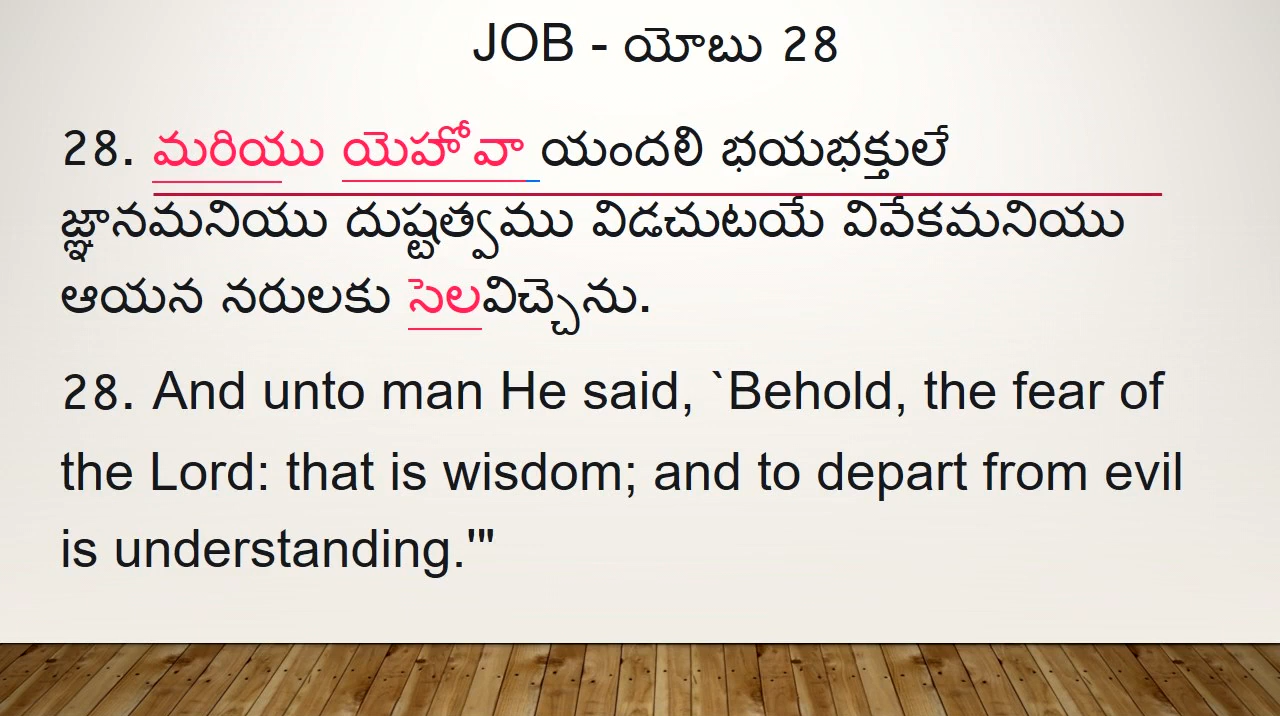 JOB - యోబు 28
28. మరియు యెహోవా యందలి భయభక్తులే
జ్ఞానమనియు దుష్టత్వము విడచుటయే వివేకమనియు
ఆయన నరులకు సెలవిచ్చెను.
28. And unto man He said, `Behold, the fear of
the Lord: that is wisdom; and to depart from evil
is understanding.'"